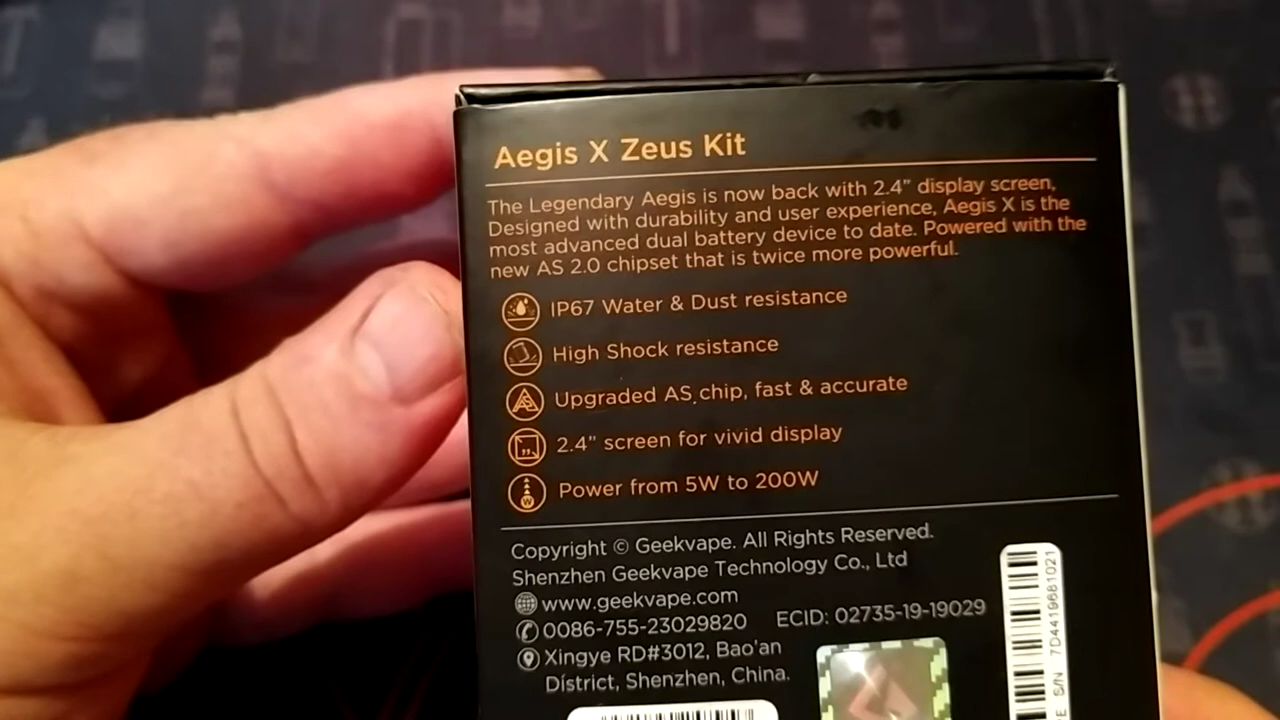 Aegis X Zeus Kit
The Legendary Aegis is now back with 2.4" display screen,
Designed with durability and user experience, Aegis X is the
most advanced dual battery device to date. Powered with the
new AS 2.0 chipset that is twice more powerful.
IP67 Water & Dust resistance
High Shock resistance
Upgraded AS chip, fast & accurate
2.4" screen for vivid display
Power from 5W to 200W
Copyright © Geekvape. All Rights Reserved.
Shenzhen Geekvape Technology Co., Ltd
www.geekvape.com
0086-755-23029820 ECID: 02735-19-19029
Xingye RD#3012, Bao'an
District, Shenzhen, China.
S/N 7D4419681021